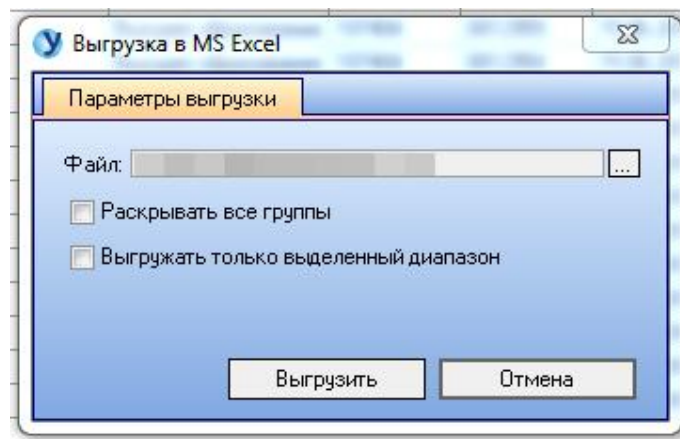 Выгрузка в MS Excel
Параметры выгрузки
Файл:
...
Раскрывать все группы
Выгружать только выделенный диапазон
Выгрузить Отмена